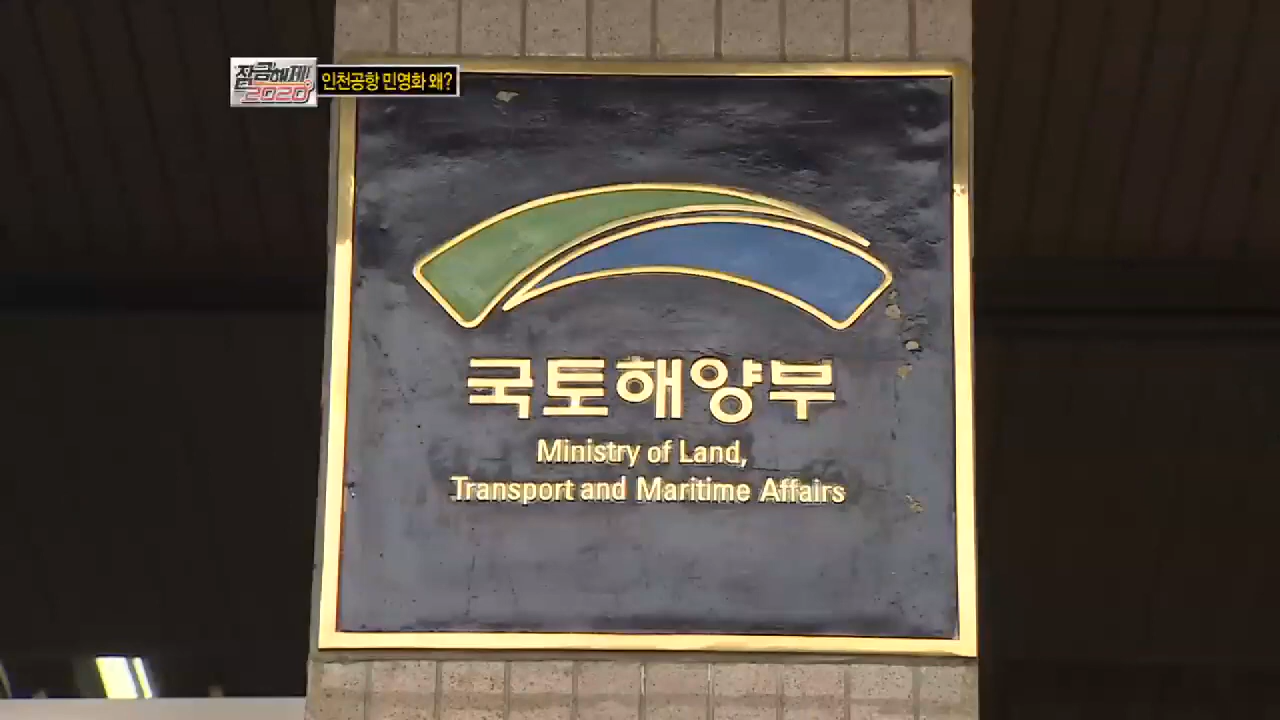 잠금해제
2020
인천공항 민영화 왜?
국토해양부
Ministry of Land,
Transport and Maritime Affairs